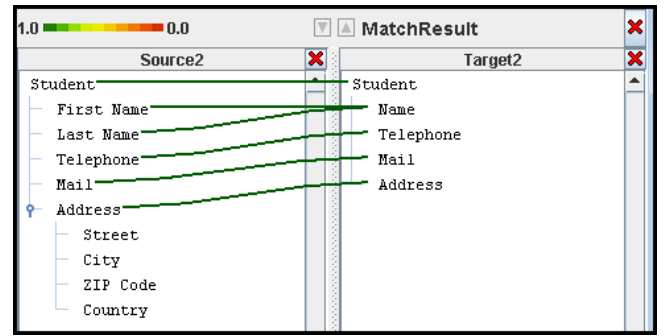 1.0 0.0 MatchResult
Source2 Target2
Student Student
First Name Name
Last Name Telephone
Telephone Mail
Mail Address
Address
Street
City
ZIP Code
Country